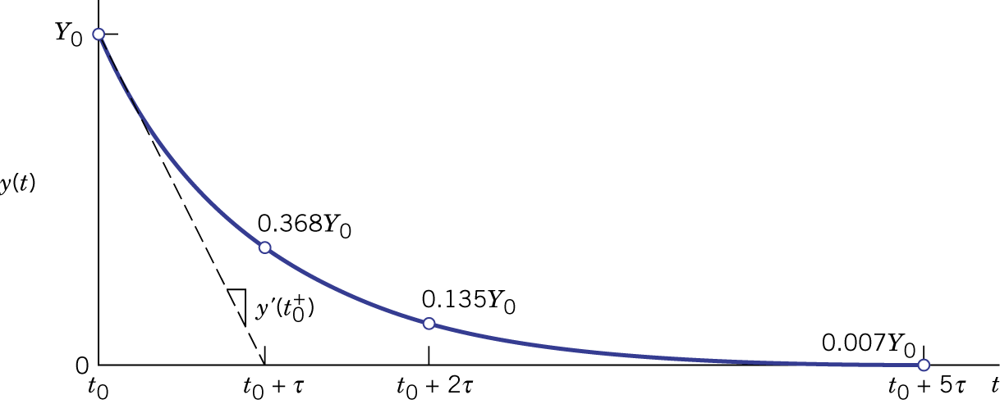 Y₀
y(t)
0.368Y₀
y′(t₀⁺)
0.135Y₀
0.007Y₀
0
t₀
t₀ + τ
t₀ + 2τ
t₀ + 5τ
t